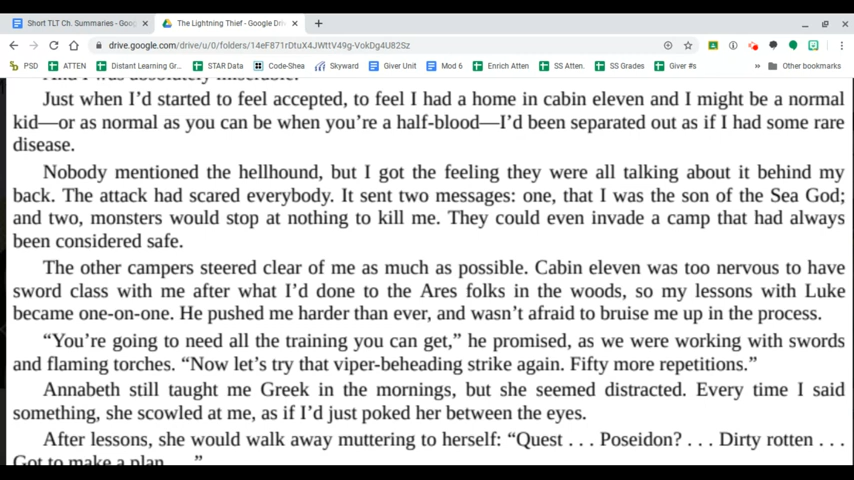 Short TLT Ch. Summaries - Goog
The Lightning Thief - Google Driv
drive.google.com/drive/u/0/folders/14eF871rDtuX4JWttV49g-VokDg4U82Sz
PSD
ATTEN
Distant Learning Gr...
STAR Data
Code-Shea
Skyward
Giver Unit
Mod 6
Enrich Atten
SS Atten.
SS Grades
Giver #s
Other bookmarks
And I was absolutely miserable.
Just when I’d started to feel accepted, to feel I had a home in cabin eleven and I might be a normal
kid—or as normal as you can be when you’re a half-blood—I’d been separated out as if I had some rare
disease.
Nobody mentioned the hellhound, but I got the feeling they were all talking about it behind my
back. The attack had scared everybody. It sent two messages: one, that I was the son of the Sea God;
and two, monsters would stop at nothing to kill me. They could even invade a camp that had always
been considered safe.
The other campers steered clear of me as much as possible. Cabin eleven was too nervous to have
sword class with me after what I’d done to the Ares folks in the woods, so my lessons with Luke
became one-on-one. He pushed me harder than ever, and wasn’t afraid to bruise me up in the process.
“You’re going to need all the training you can get,” he promised, as we were working with swords
and flaming torches. “Now let’s try that viper-beheading strike again. Fifty more repetitions.”
Annabeth still taught me Greek in the mornings, but she seemed distracted. Every time I said
something, she scowled at me, as if I’d just poked her between the eyes.
After lessons, she would walk away muttering to herself: “Quest . . . Poseidon? . . . Dirty rotten . . .
Got to make a plan . . .”